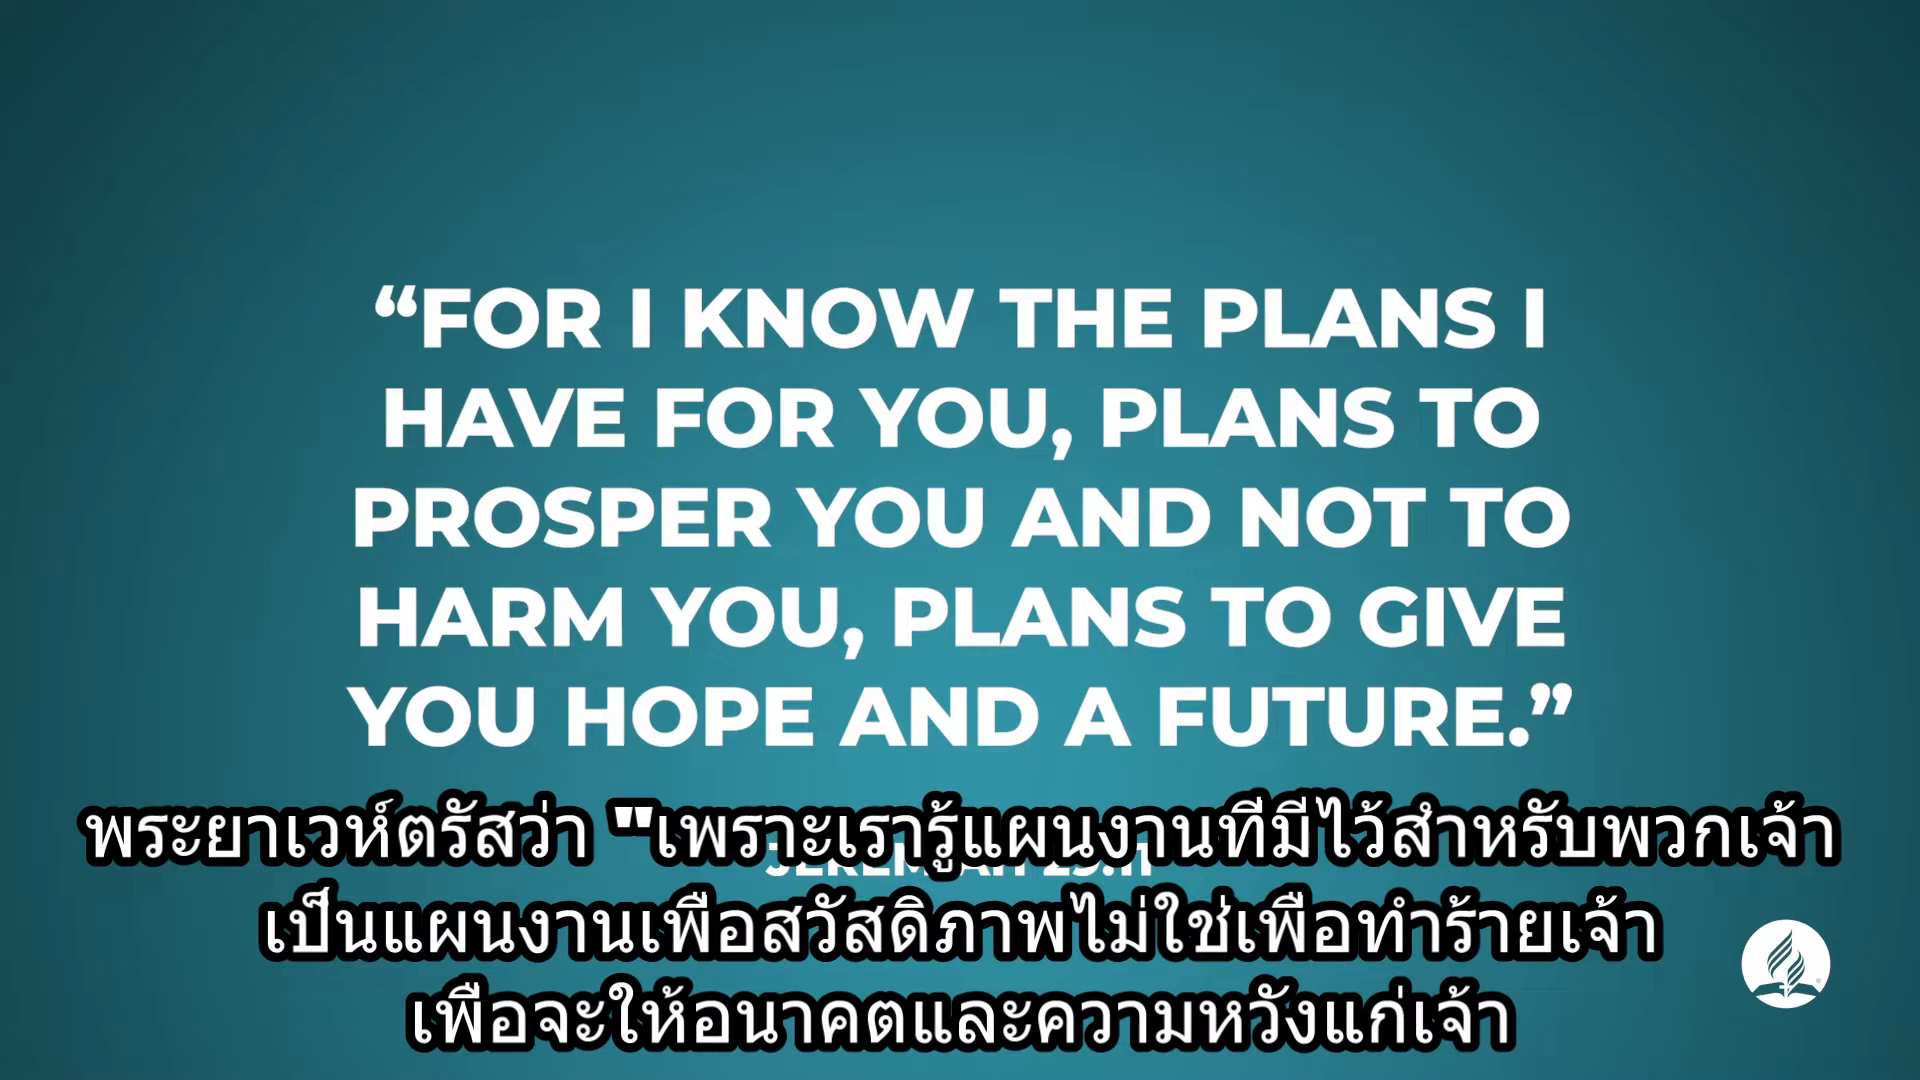 “FOR I KNOW THE PLANS I
HAVE FOR YOU, PLANS TO
PROSPER YOU AND NOT TO
HARM YOU, PLANS TO GIVE
YOU HOPE AND A FUTURE.”
พระยาเวห์ตรัสว่า "เพราะเรารู้แผนงานที่มีไว้สำหรับพวกเจ้า
JEREMIAH 29:11
เป็นแผนงานเพื่อสวัสดิภาพไม่ใช่เพื่อทำร้ายเจ้า
เพื่อจะให้อนาคตและความหวังแก่เจ้า